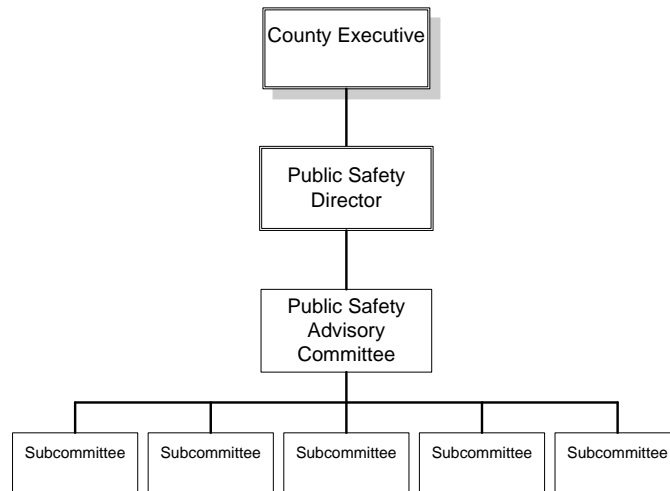 County Executive
Public Safety
Director
Public Safety
Advisory
Committee
Subcommittee
Subcommittee
Subcommittee
Subcommittee
Subcommittee